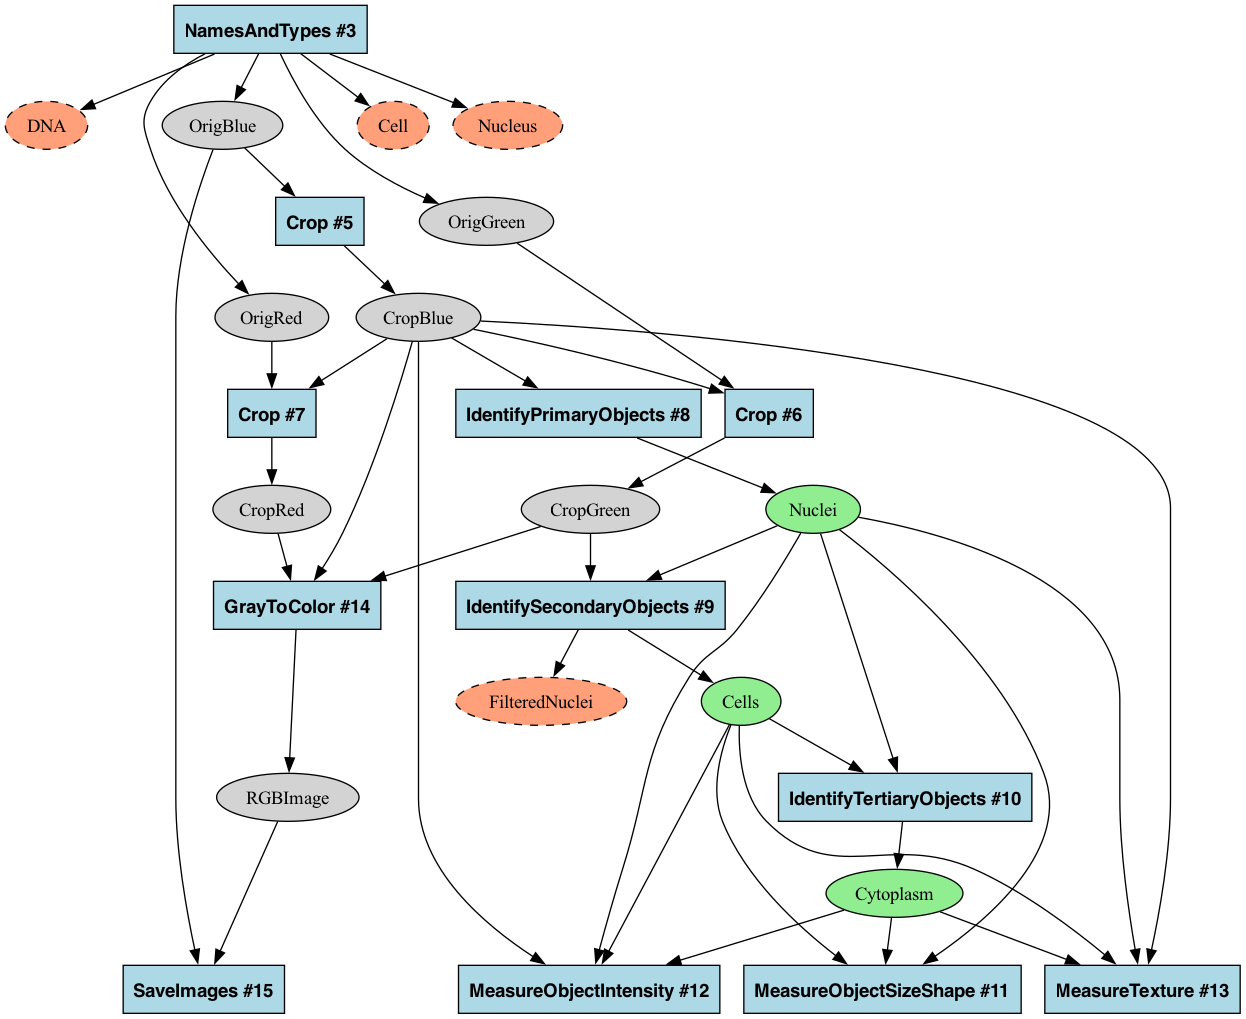 NamesAndTypes #3
DNA
OrigBlue
Cell
Nucleus
Crop #5
OrigGreen
OrigRed
CropBlue
Crop #7
IdentifyPrimaryObjects #8
Crop #6
CropRed
CropGreen
Nuclei
GrayToColor #14
IdentifySecondaryObjects #9
FilteredNuclei
Cells
RGBImage
IdentifyTertiaryObjects #10
Cytoplasm
SaveImages #15
MeasureObjectIntensity #12
MeasureObjectSizeShape #11
MeasureTexture #13